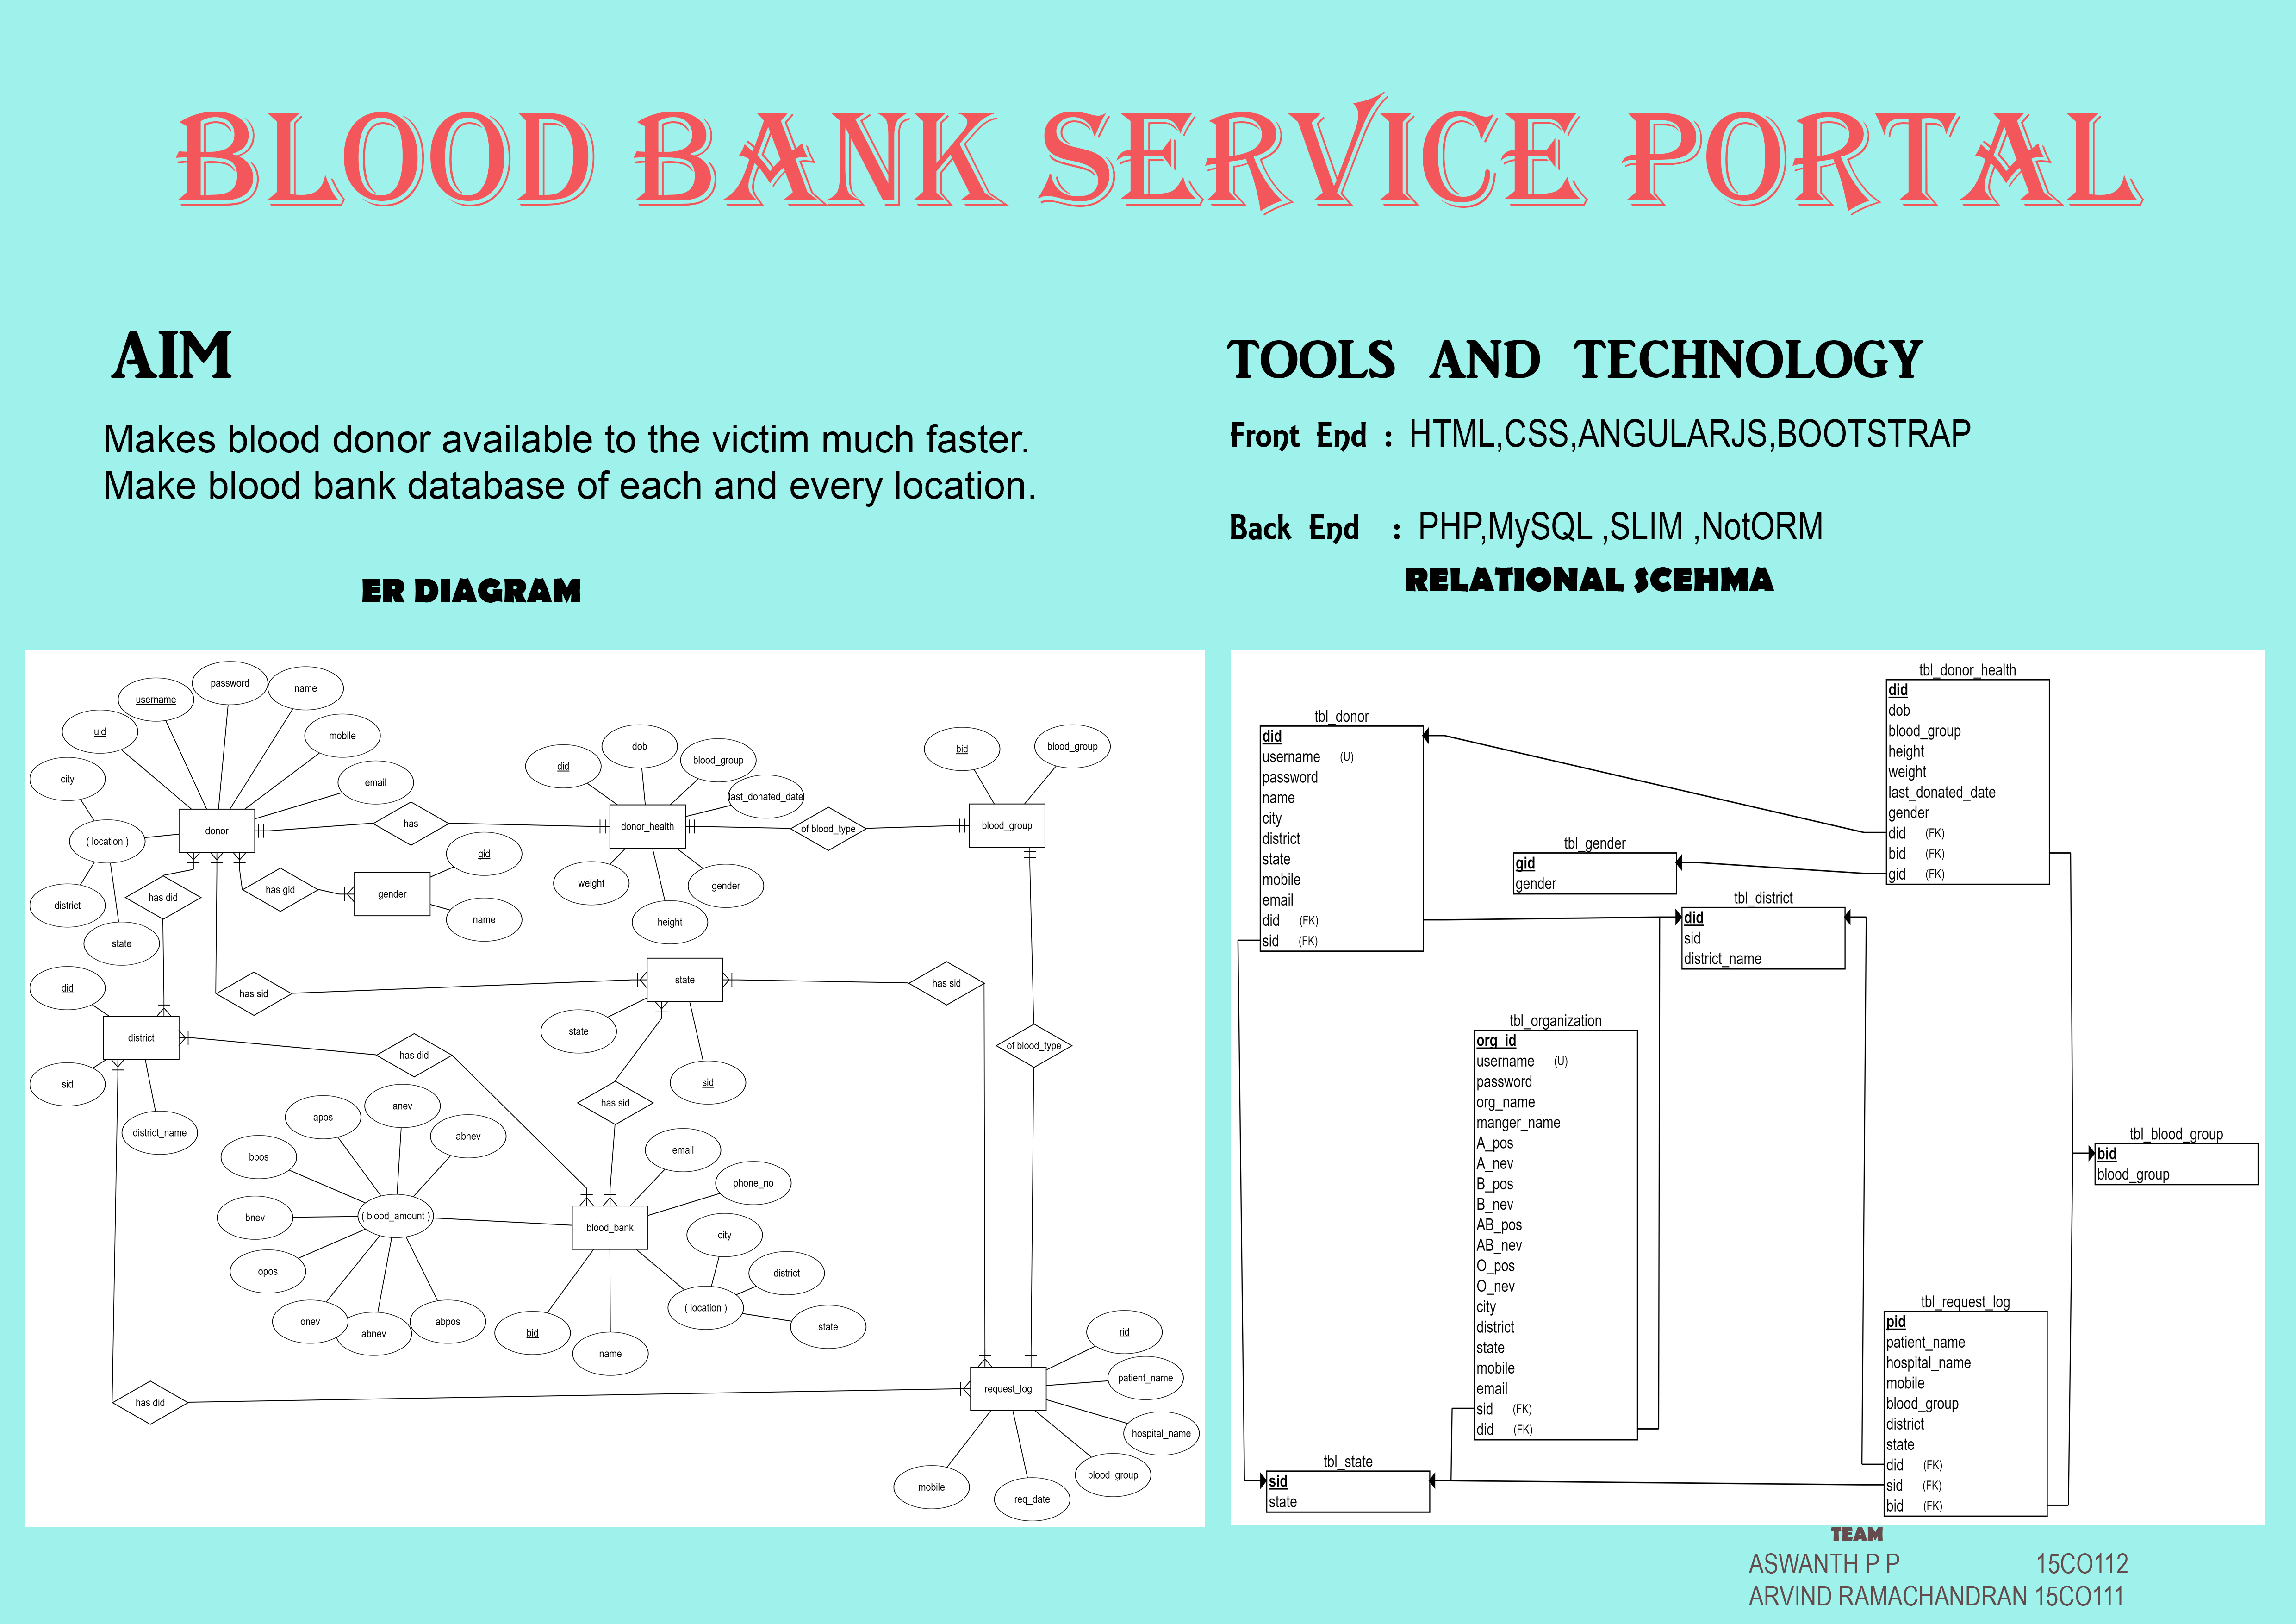 BLOOD BANK SERVICE PORTAL
AIM
Makes blood donor available to the victim much faster.
Make blood bank database of each and every location.
TOOLS AND TECHNOLOGY
Front End : HTML,CSS,ANGULARJS,BOOTSTRAP
Back End : PHP,MySQL ,SLIM ,NotORM
ER DIAGRAM
password
name
username
uid
mobile
city
email
donor
( location )
has
district
state
has did
has gid
gender
gid
name
did
dob
blood_group
last_donated_date
donor_health
of blood_type
weight
gender
height
bid
blood_group
blood_group
did
has sid
state
has sid
district
has did
state
of blood_type
sid
sid
district_name
has sid
anev
apos
abnev
bpos
email
phone_no
bnev
( blood_amount )
blood_bank
city
opos
district
( location )
onev
abnev
abpos
bid
name
state
rid
patient_name
request_log
has did
hospital_name
blood_group
mobile
req_date
RELATIONAL SCEHMA
tbl_donor_health
did
dob
blood_group
height
weight
last_donated_date
gender
did (FK)
bid (FK)
gid (FK)
tbl_donor
did
username (U)
password
name
city
district
state
mobile
email
did (FK)
sid (FK)
tbl_gender
gid
gender
tbl_district
did
sid
district_name
tbl_organization
org_id
username (U)
password
org_name
manger_name
A_pos
A_nev
B_pos
B_nev
AB_pos
AB_nev
O_pos
O_nev
city
district
state
mobile
email
sid (FK)
did (FK)
tbl_blood_group
bid
blood_group
tbl_request_log
pid
patient_name
hospital_name
mobile
blood_group
district
state
did (FK)
sid (FK)
bid (FK)
tbl_state
sid
state
TEAM
ASWANTH P P 15CO112
ARVIND RAMACHANDRAN 15CO111